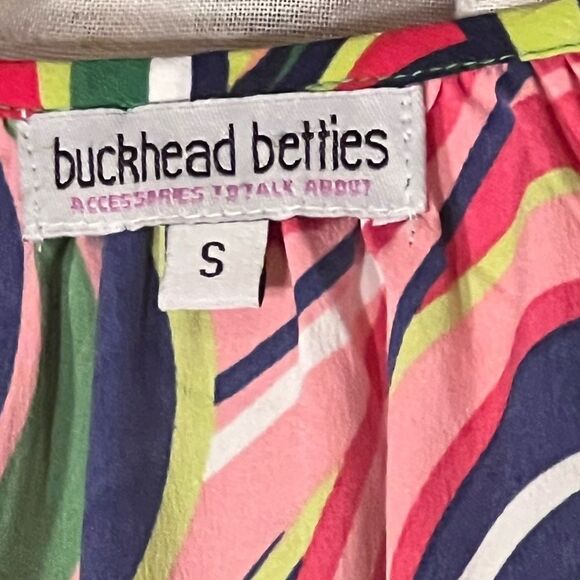 buckhead betties
ACCESSORIES TO TALK ABOUT
S